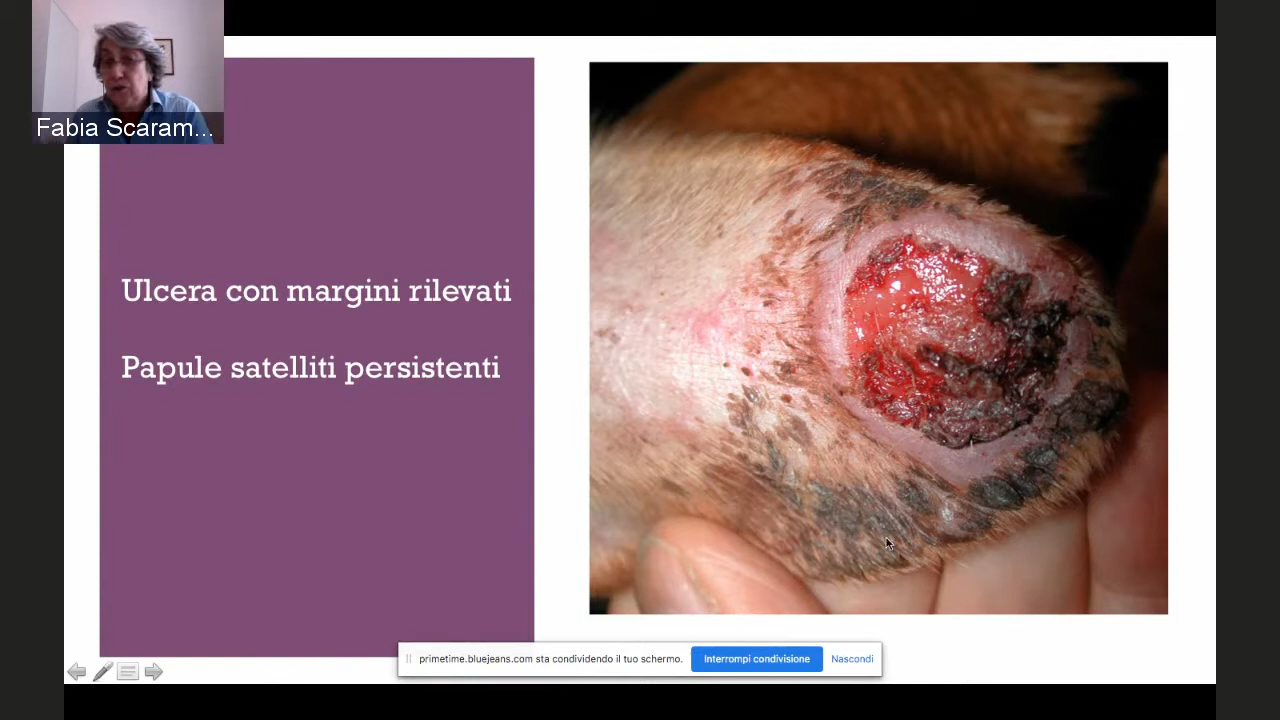 Fabia Scaram...
Ulcera con margini rilevati
Papule satelliti persistenti
primetime.bluejeans.com sta condividendo il tuo schermo.
Interrompi condivisione
Nascondi